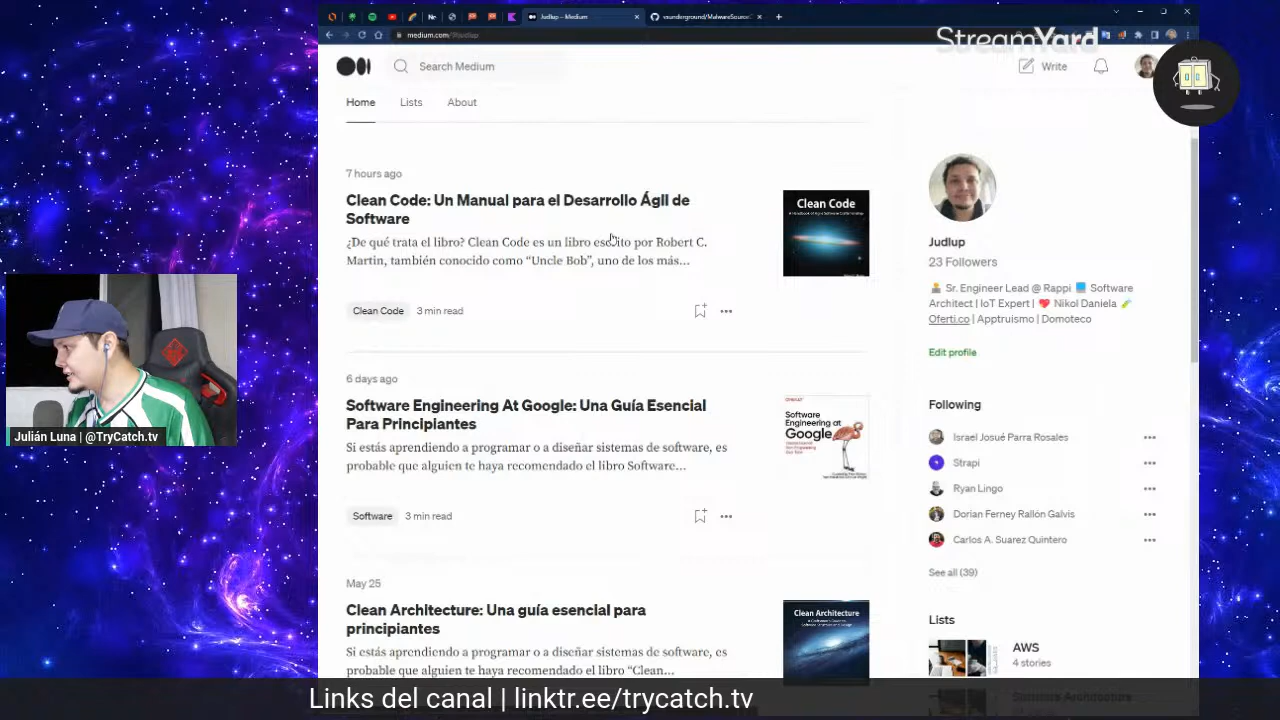 Judlup – Medium
vxunderground/MalwareSourceC
medium.com/@judlup
StreamYard
Search Medium
Write
Home
Lists
About
7 hours ago
Clean Code: Un Manual para el Desarrollo Ágil de
Software
¿De qué trata el libro? Clean Code es un libro escrito por Robert C.
Martin, también conocido como “Uncle Bob”, uno de los más...
Clean Code
3 min read
Clean Code
6 days ago
Software Engineering At Google: Una Guía Esencial
Para Principiantes
Si estás aprendiendo a programar o a diseñar sistemas de software, es
probable que alguien te haya recomendado el libro Software...
Software
3 min read
Software
Engineering
at Google
May 25
Clean Architecture: Una guía esencial para
principiantes
Si estás aprendiendo a programar o a diseñar sistemas de software, es
probable que alguien te haya recomendado el libro “Clean...
Clean Architecture
Judlup
23 Followers
Sr. Engineer Lead @ Rappi Software
Architect | IoT Expert | Nikol Daniela
Oferti.co | Apptruismo | Domoteco
Edit profile
Following
Israel Josué Parra Rosales
Strapi
Ryan Lingo
Dorian Ferney Rallón Galvis
Carlos A. Suarez Quintero
See all (39)
Lists
AWS
4 stories
Julián Luna | @TryCatch.tv
Links del canal | linktr.ee/trycatch.tv